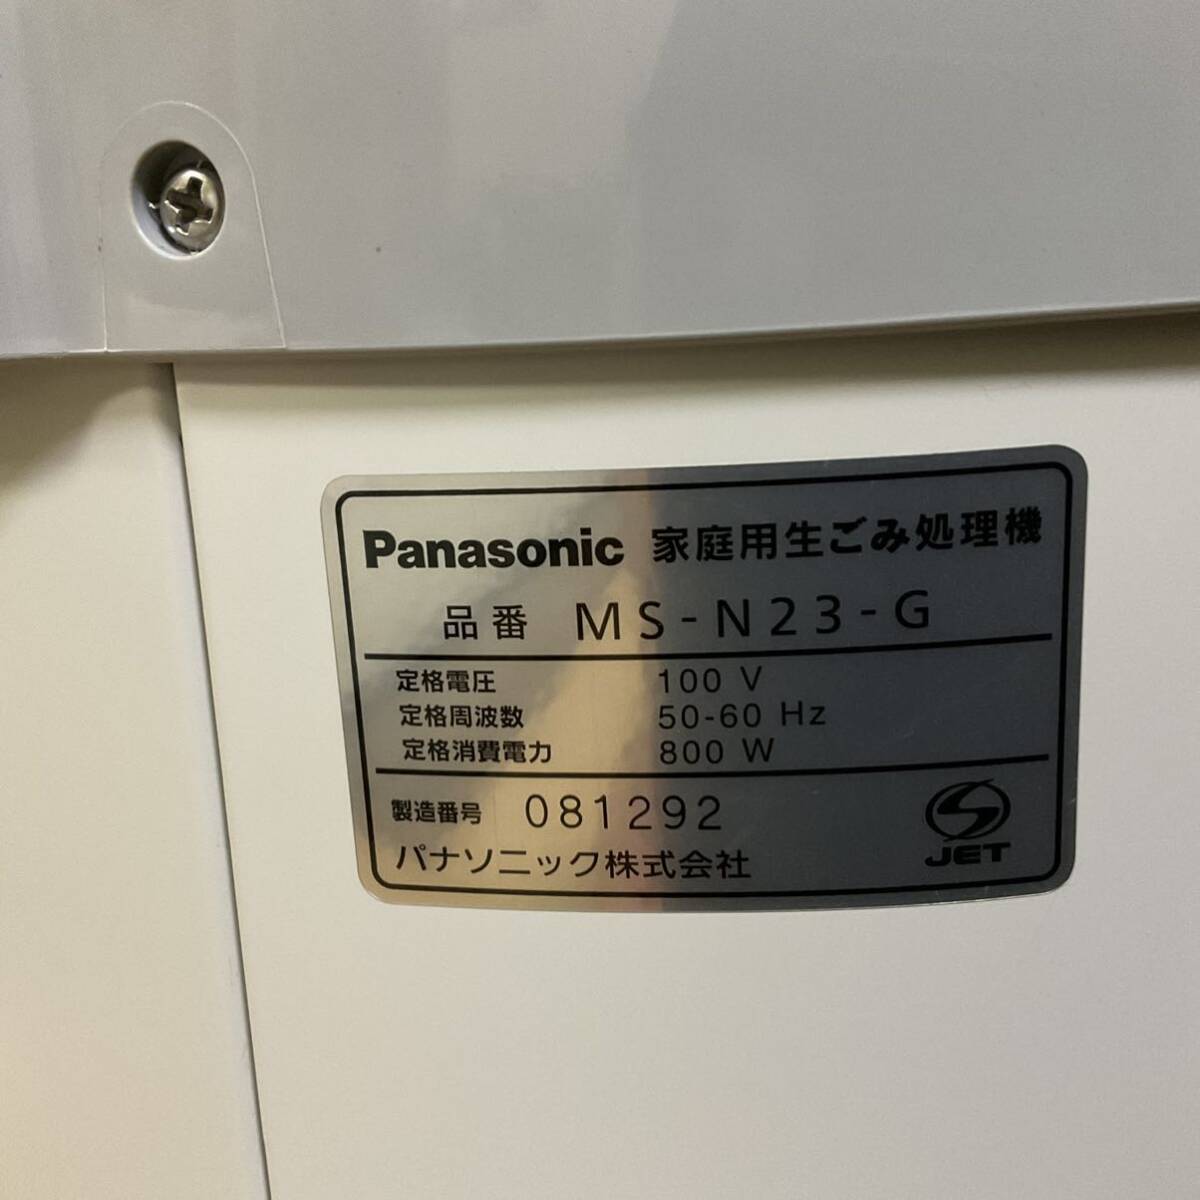 Panasonic 家庭用生ごみ処理機
品番 MS-N23-G
定格電圧 100 V
定格周波数 50-60 Hz
定格消費電力 800 W
製造番号 081292
パナソニック株式会社
JET